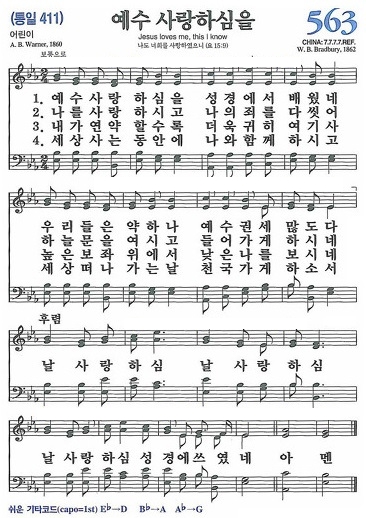 (통일 411)
예수 사랑하심을
563
어린이
Jesus loves me, this I know
CHINA: 7.7.7.7.REF.
A. B. Warner, 1860
나도 너희를 사랑하였으니 (요 15:9)
W. B. Bradbury, 1862
보통으로
1. 예수사랑 하심을 성경에서 배웠네
2. 나를사랑 하시고 나의죄를 다씻어
3. 내가연약 할수록 더욱귀히 여기사
4. 세상사는 동안에 나와함께 하시고
우리들은 약하나 예수권세 많도다
하늘문을 여시고 들어가게 하시네
높은보좌 위에서 낮은나를 보시네
세상떠나 가는날 천국가게 하소서
후렴
날사랑하심 날사랑하심
날사랑하심 성경에쓰였네 아멘
쉬운 기타코드(capo=1st) E♭→D B♭→A A♭→G